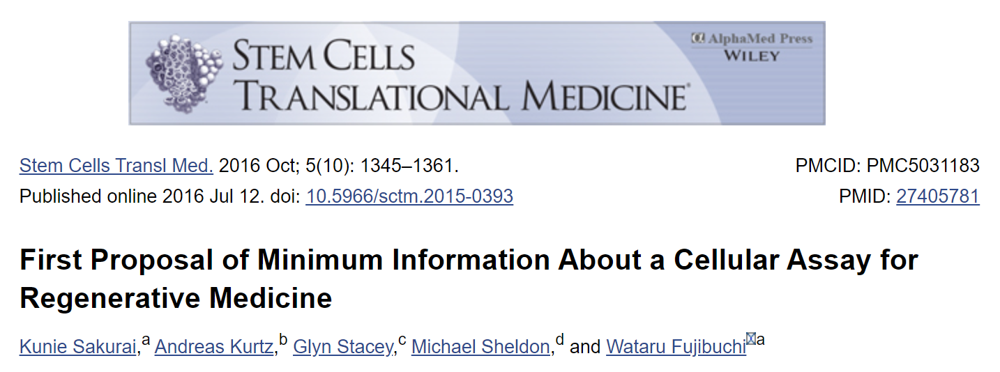 STEM CELLS
TRANSLATIONAL MEDICINE®
AlphaMed Press
WILEY
Stem Cells Transl Med. 2016 Oct; 5(10): 1345–1361.
PMCID: PMC5031183
Published online 2016 Jul 12. doi: 10.5966/sctm.2015-0393
PMID: 27405781
First Proposal of Minimum Information About a Cellular Assay for
Regenerative Medicine
Kunie Sakurai,a Andreas Kurtz,b Glyn Stacey,c Michael Sheldon,d and Wataru Fujibuchia